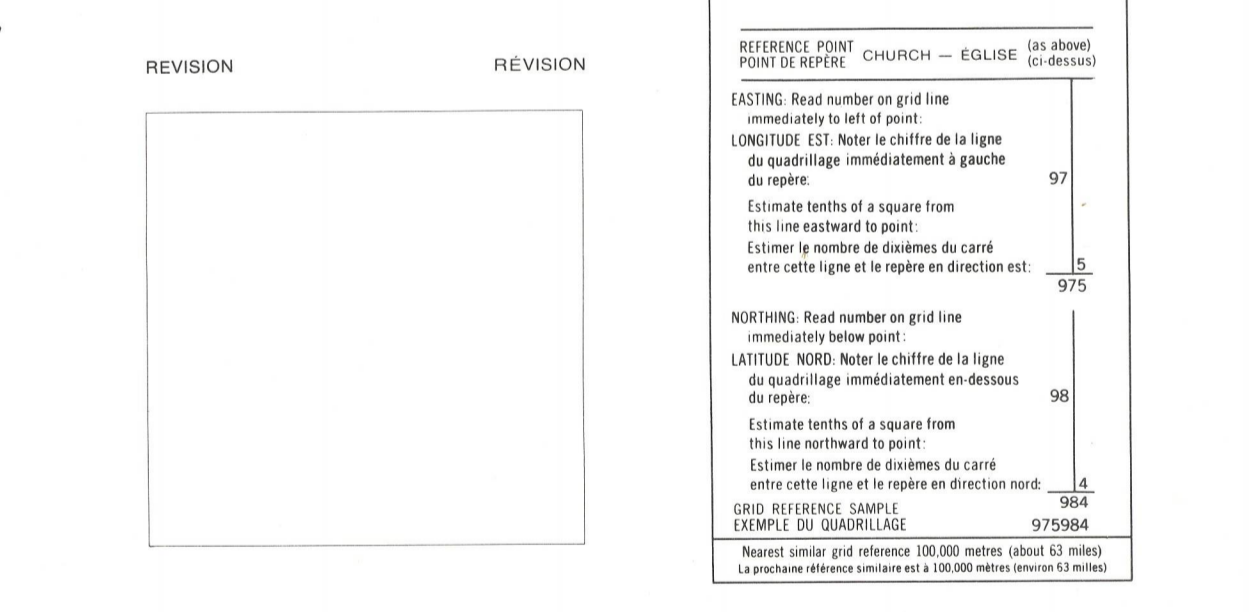 REVISION
RÉVISION
REFERENCE POINT
POINT DE REPÈRE
CHURCH — ÉGLISE
(as above)
(ci-dessus)
EASTING: Read number on grid line
immediately to left of point:
LONGITUDE EST: Noter le chiffre de la ligne
du quadrillage immédiatement à gauche
du repère:
97
Estimate tenths of a square from
this line eastward to point:
Estimer le nombre de dixièmes du carré
entre cette ligne et le repère en direction est:
5
975
NORTHING: Read number on grid line
immediately below point:
LATITUDE NORD: Noter le chiffre de la ligne
du quadrillage immédiatement en-dessous
du repère:
98
Estimate tenths of a square from
this line northward to point:
Estimer le nombre de dixièmes du carré
entre cette ligne et le repère en direction nord:
4
984
GRID REFERENCE SAMPLE
EXEMPLE DU QUADRILLAGE
975984
Nearest similar grid reference 100,000 metres (about 63 miles)
La prochaine référence similaire est à 100,000 mètres (environ 63 milles)